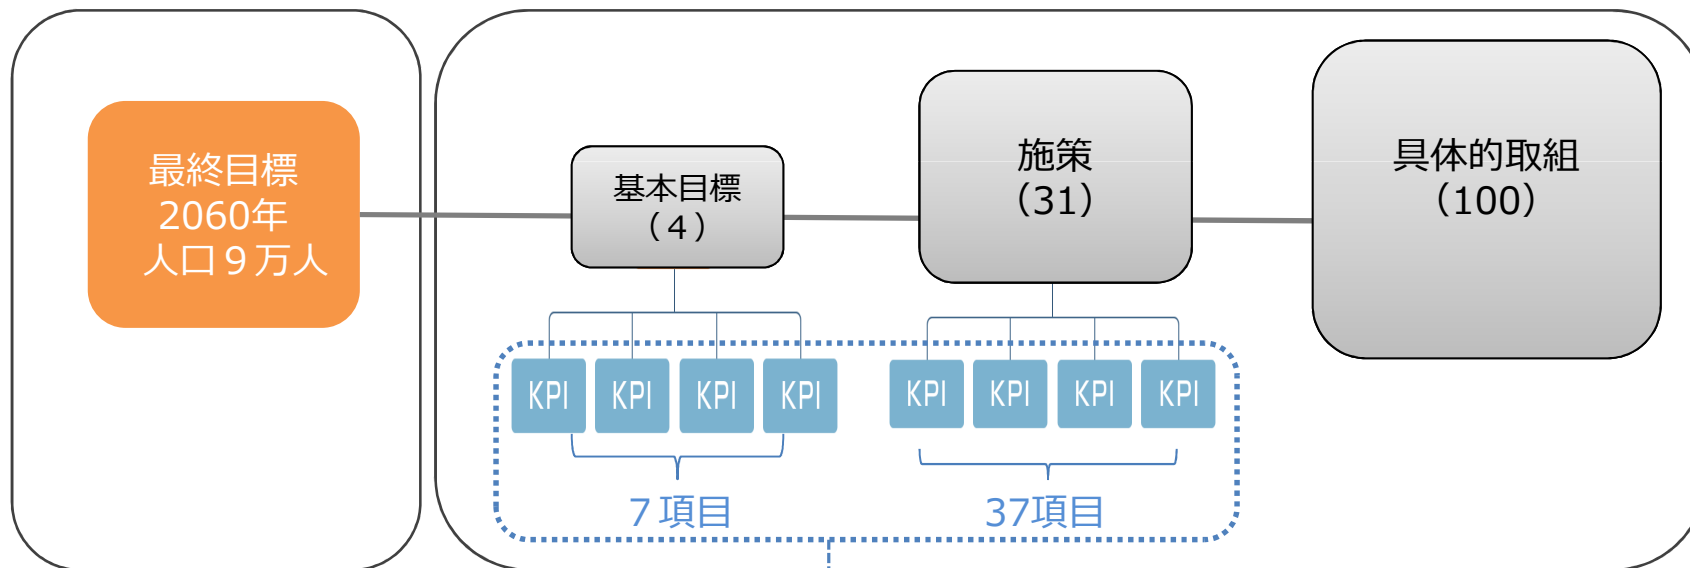 最終目標
2060年
人口９万人
基本目標
（４）
施策
（31）
具体的取組
（100）
KPI KPI KPI KPI
KPI KPI KPI KPI
７項目
37項目